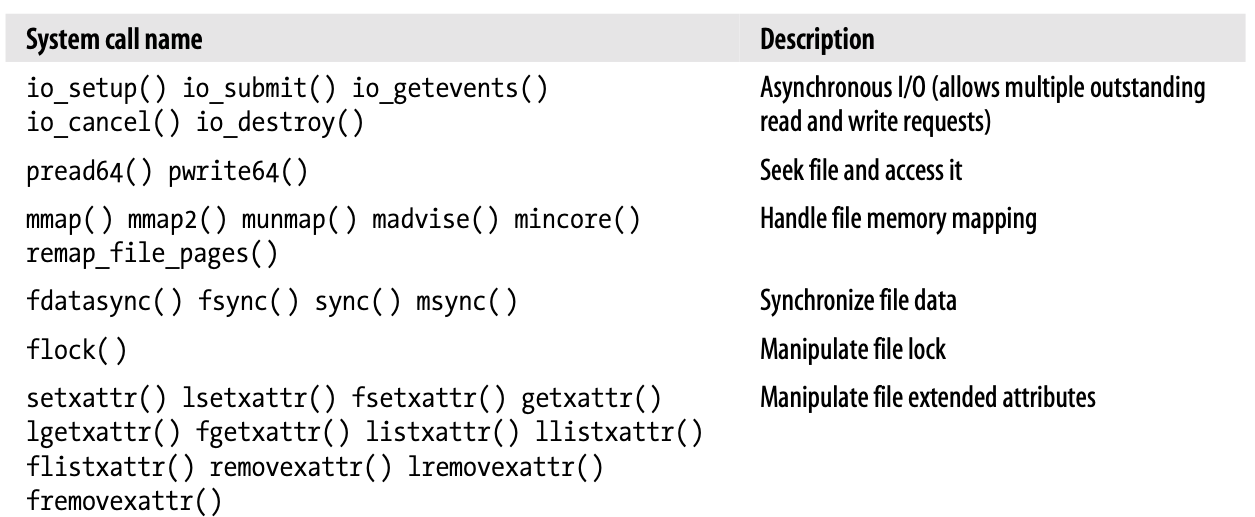 System call name Description
io_setup() io_submit() io_getevents() Asynchronous I/O (allows multiple outstanding
io_cancel() io_destroy() read and write requests)
pread64() pwrite64() Seek file and access it
mmap() mmap2() munmap() madvise() mincore() Handle file memory mapping
remap_file_pages()
fdatasync() fsync() sync() msync() Synchronize file data
flock() Manipulate file lock
setxattr() lsetxattr() fsetxattr() getxattr() Manipulate file extended attributes
lgetxattr() fgetxattr() listxattr() llistxattr()
flistxattr() removexattr() lremovexattr()
fremovexattr()